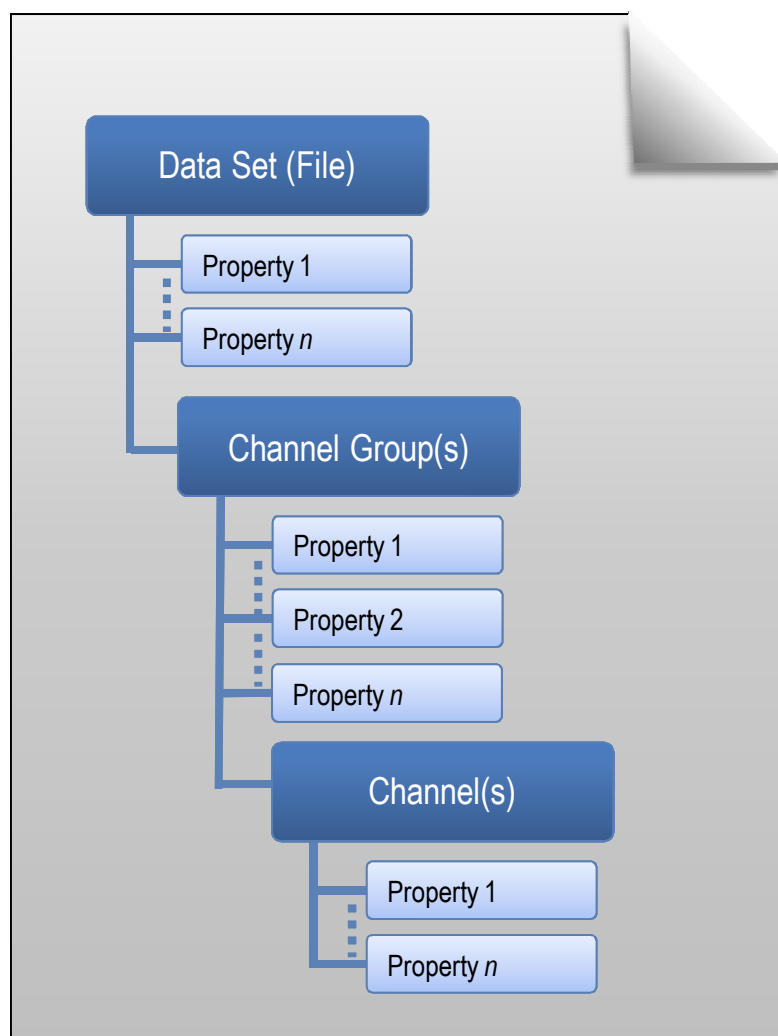 Data Set (File)
Property 1
Property n
Channel Group(s)
Property 1
Property 2
Property n
Channel(s)
Property 1
Property n